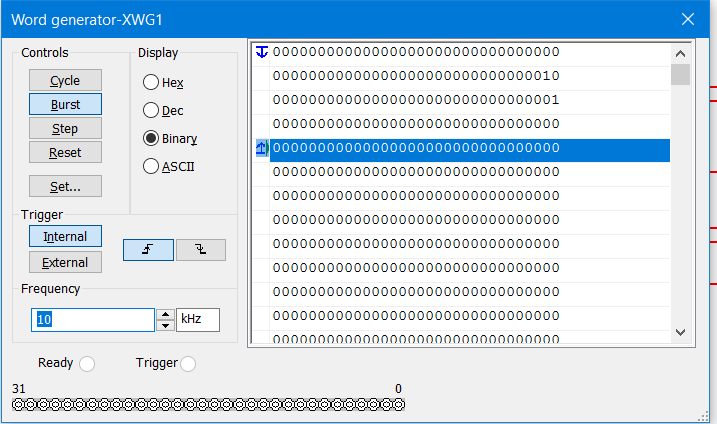 Word generator-XWG1
Controls
Cycle
Burst
Step
Reset
Set...
Display
Hex
Dec
Binary
ASCII
Trigger
Internal
External
Frequency
10 kHz
Ready Trigger
31 0
00000000000000000000000000000000
00000000000000000000000000000010
00000000000000000000000000000001
00000000000000000000000000000000
00000000000000000000000000000000
00000000000000000000000000000000
00000000000000000000000000000000
00000000000000000000000000000000
00000000000000000000000000000000
00000000000000000000000000000000
00000000000000000000000000000000
00000000000000000000000000000000
00000000000000000000000000000000